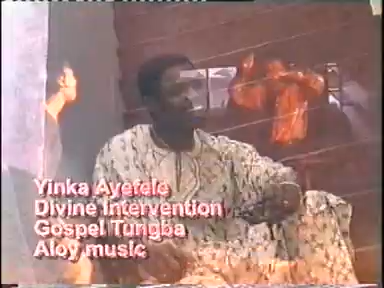 Yinka Ayefele
Divine Intervention
Gospel Tungba
Aloy music